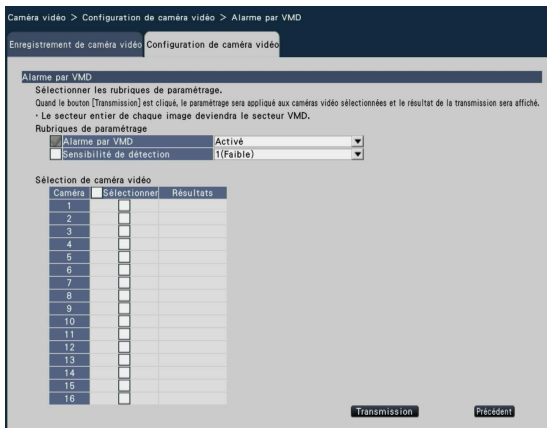 Caméra vidéo > Configuration de caméra vidéo > Alarme par VMD
Enregistrement de caméra vidéo Configuration de caméra vidéo
Alarme par VMD
Sélectionner les rubriques de paramétrage.
Quand le bouton [Transmission] est cliqué, le paramétrage sera appliqué aux caméras vidéo sélectionnées et le résultat de la transmission sera affiché.
・Le secteur entier de chaque image deviendra le secteur VMD.
Rubriques de paramétrage
Alarme par VMD Activé
Sensibilité de détection 1(Faible)
Sélection de caméra vidéo
Caméra Sélectionner Résultats
1
2
3
4
5
6
7
8
9
10
11
12
13
14
15
16
Transmission Précédent